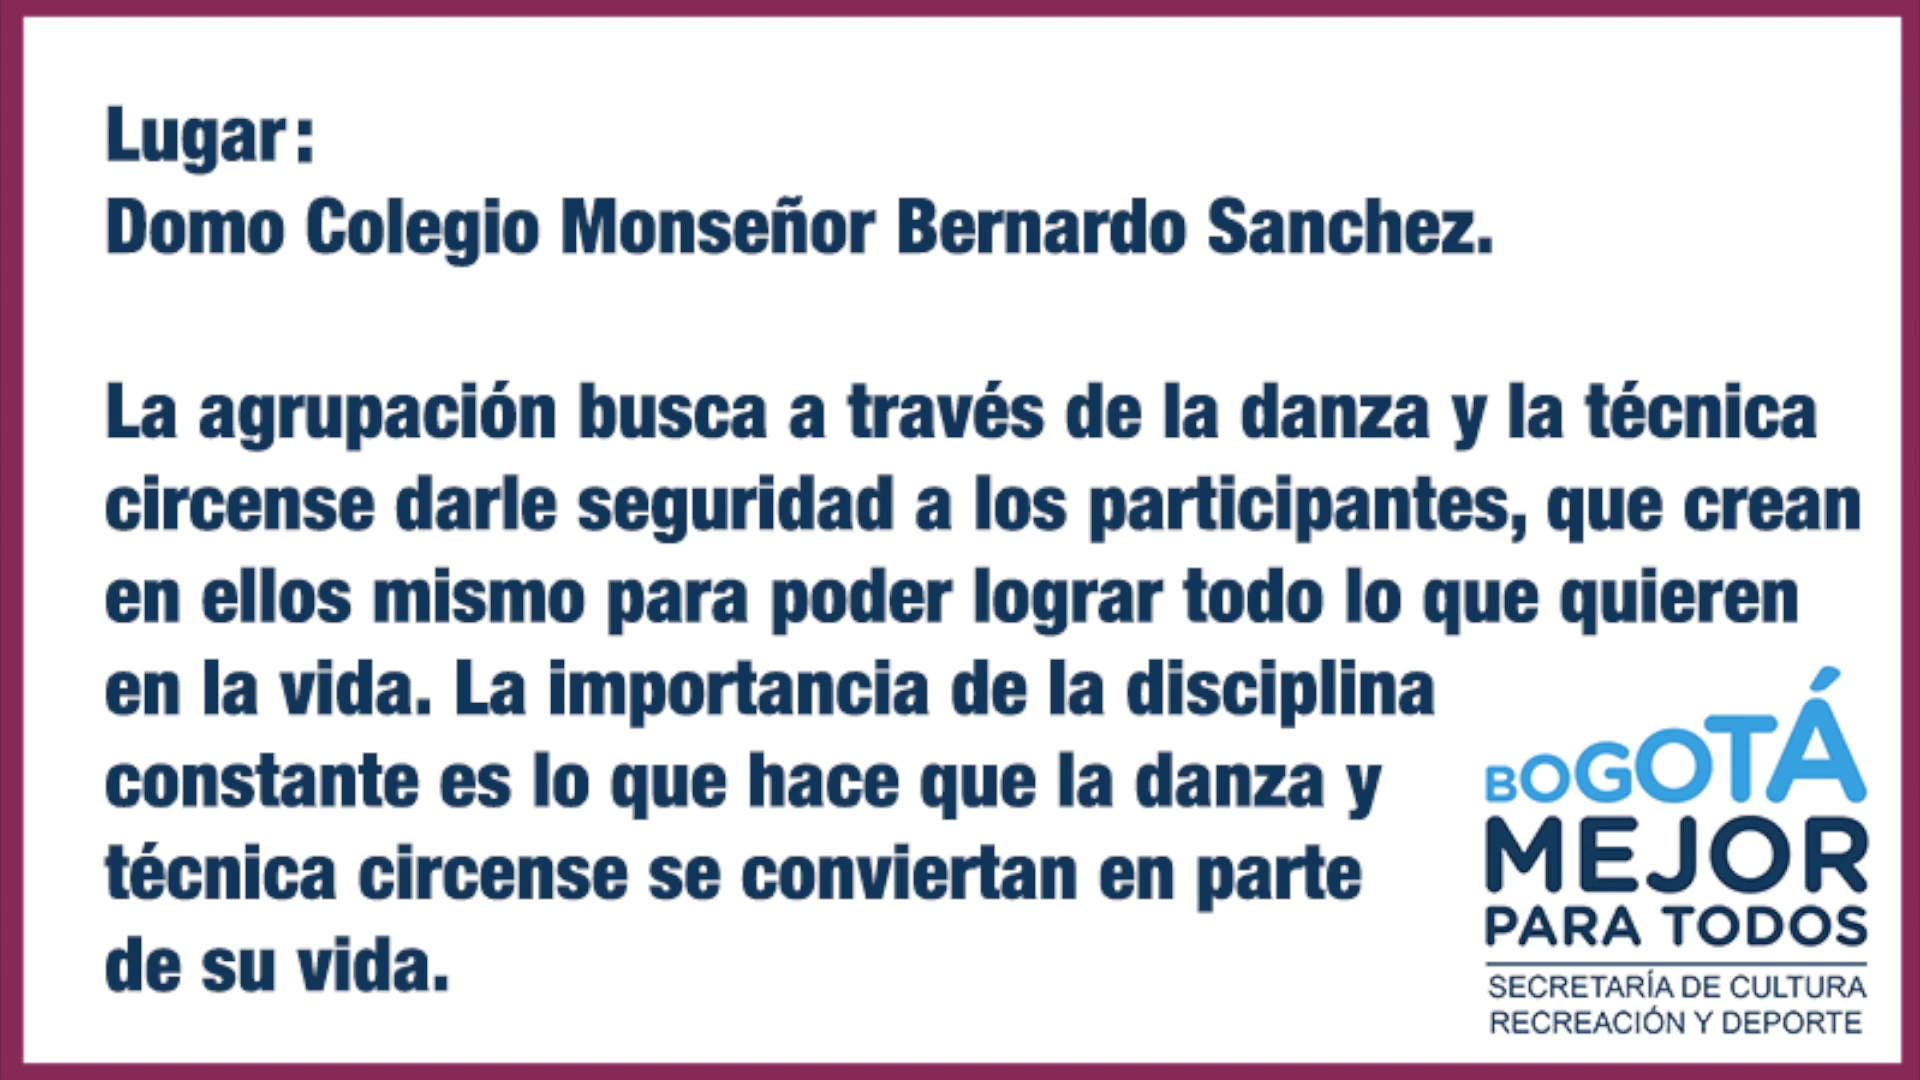 Lugar:
Domo Colegio Monseñor Bernardo Sanchez.
La agrupación busca a través de la danza y la técnica
circense darle seguridad a los participantes, que crean
en ellos mismo para poder lograr todo lo que quieren
en la vida. La importancia de la disciplina
constante es lo que hace que la danza y
técnica circense se conviertan en parte
de su vida.
BOGOTÁ
MEJOR
PARA TODOS
SECRETARÍA DE CULTURA
RECREACIÓN Y DEPORTE